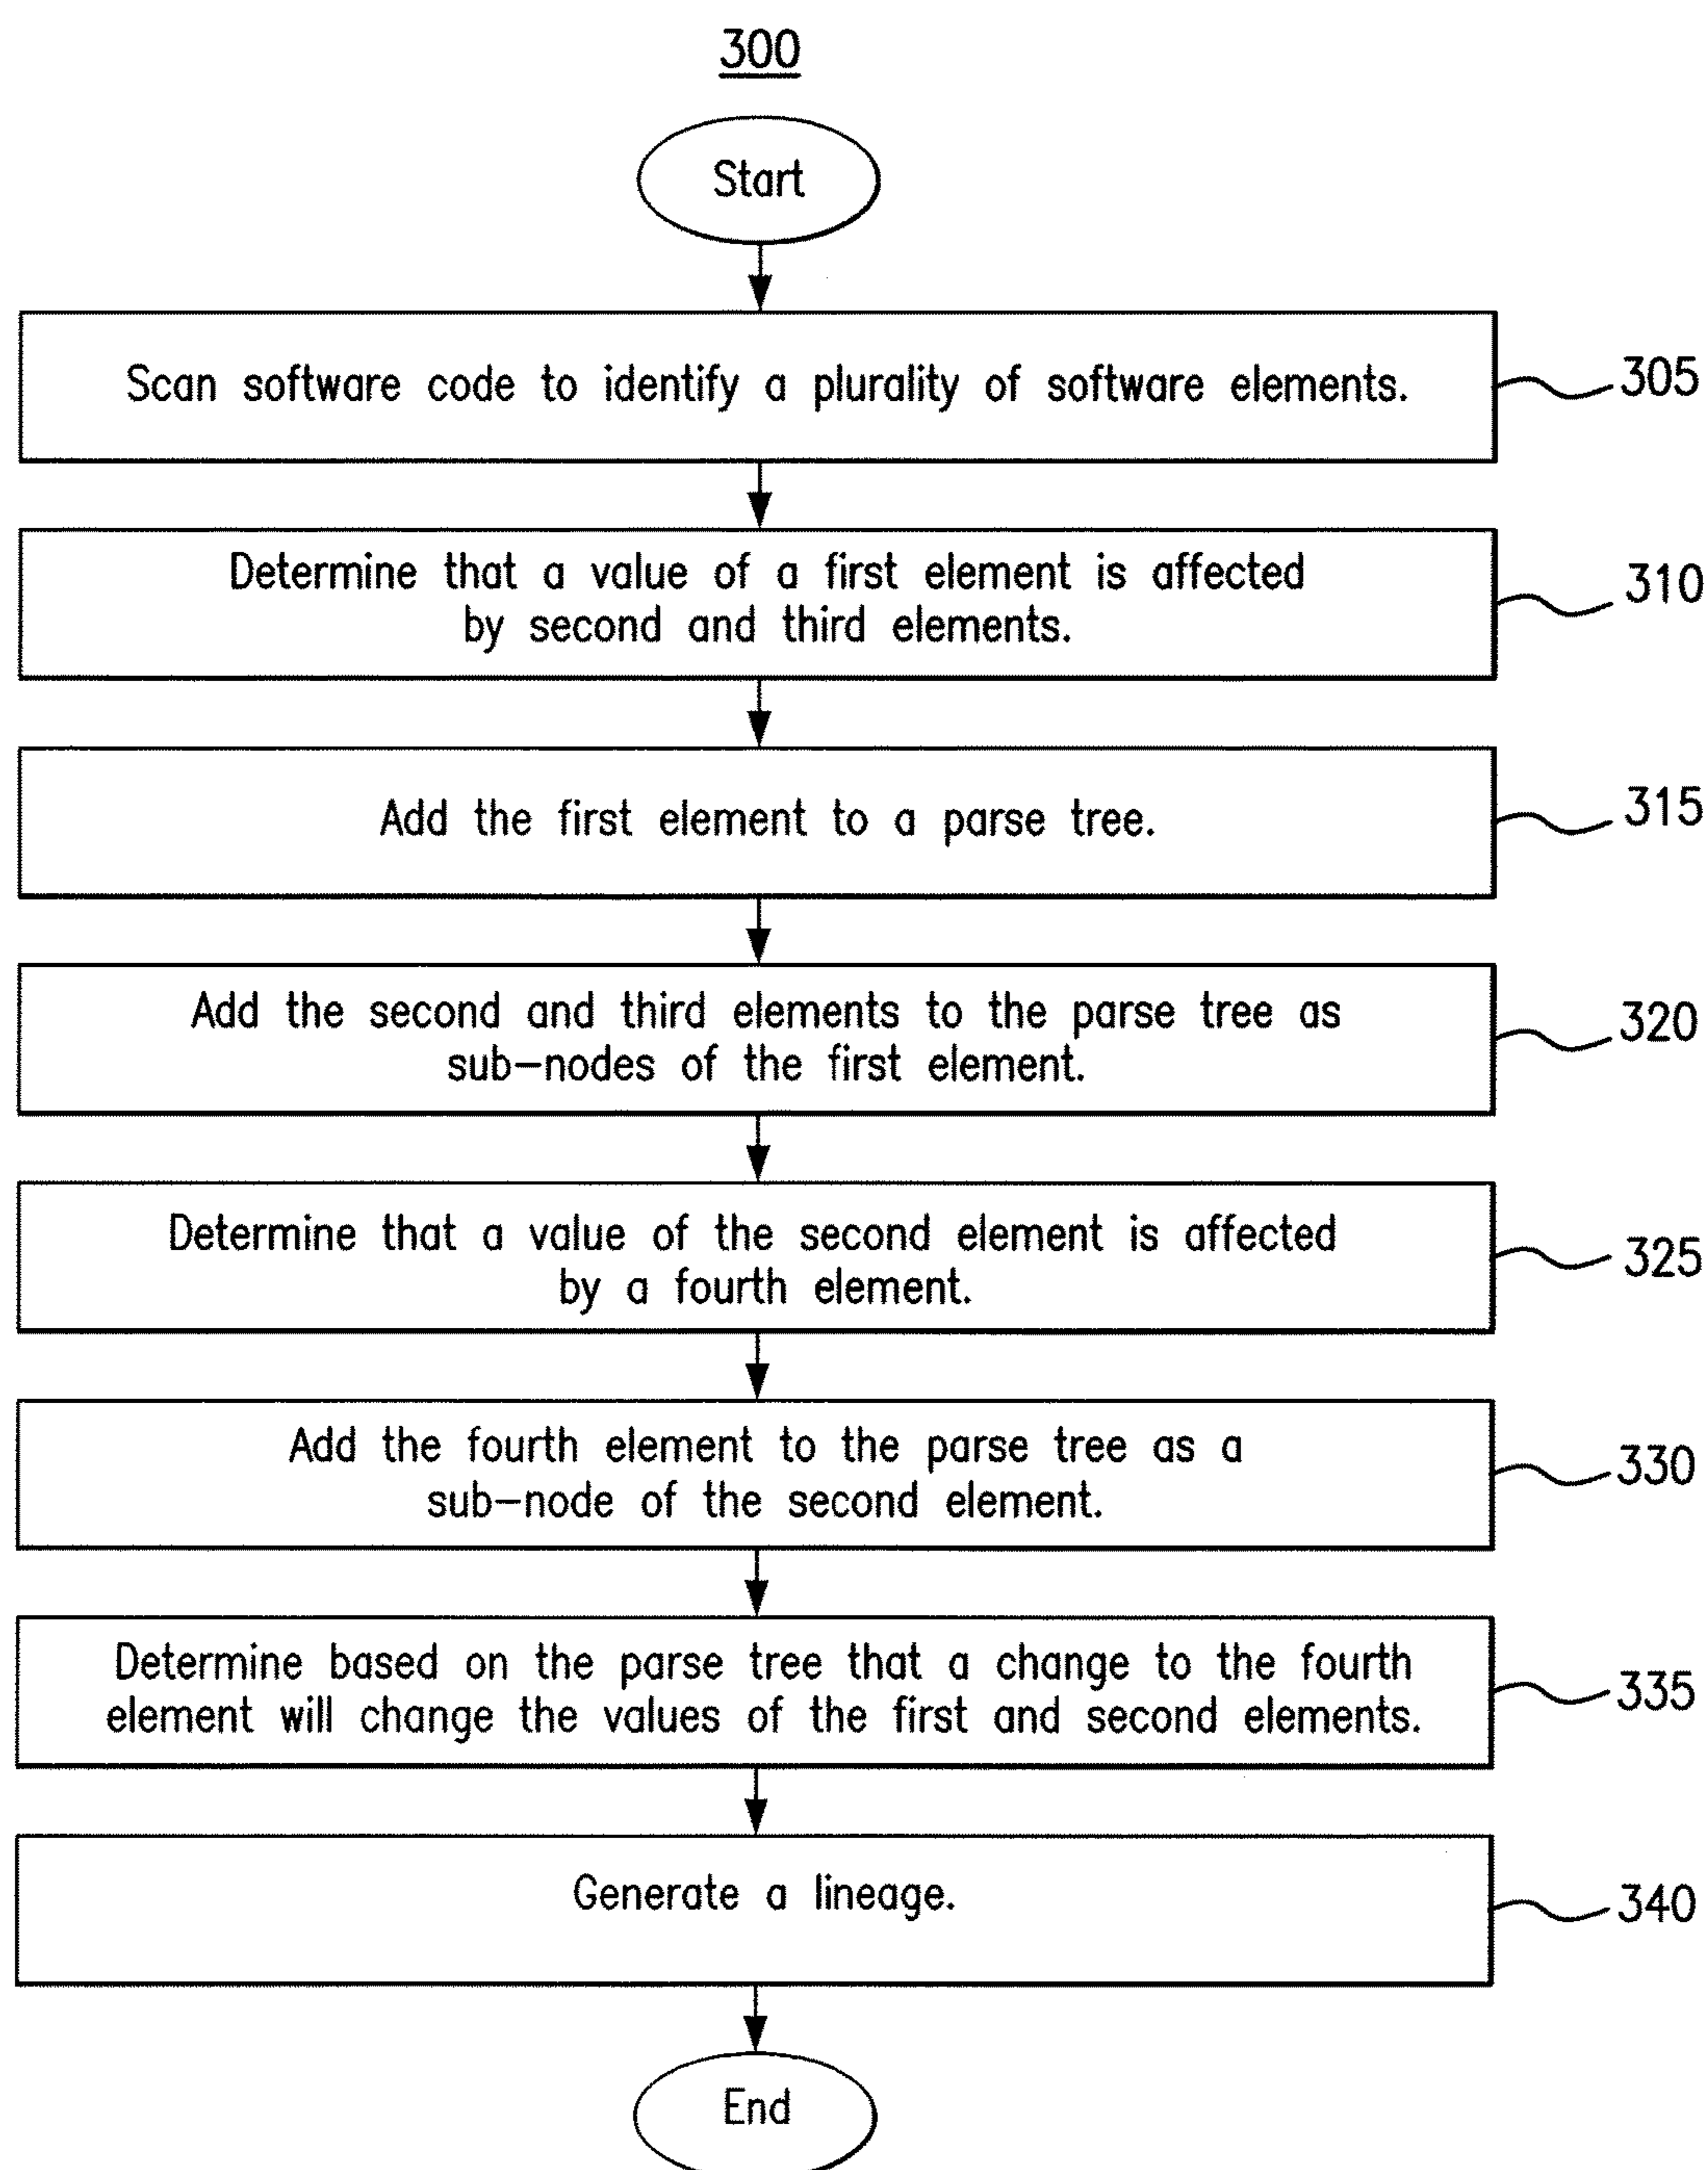 300
Start
Scan software code to identify a plurality of software elements.
305
Determine that a value of a first element is affected
by second and third elements.
310
Add the first element to a parse tree.
315
Add the second and third elements to the parse tree as
sub-nodes of the first element.
320
Determine that a value of the second element is affected
by a fourth element.
325
Add the fourth element to the parse tree as a
sub-node of the second element.
330
Determine based on the parse tree that a change to the fourth
element will change the values of the first and second elements.
335
Generate a lineage.
340
End